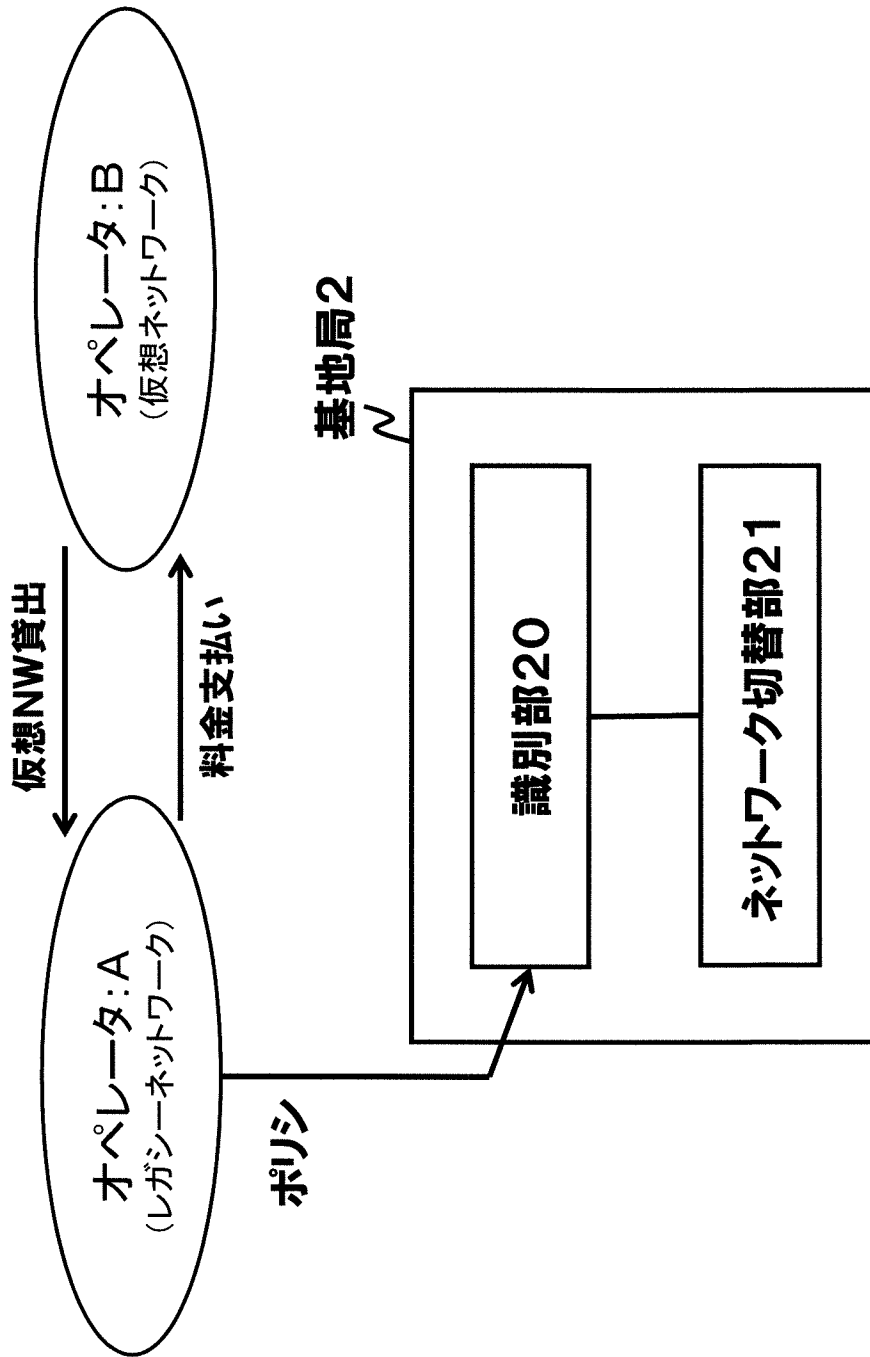 オペレータ:A
(レガシーネットワーク)
仮想NW貸出
料金支払い
オペレータ:B
(仮想ネットワーク)
ポリシ
基地局2
識別部20
ネットワーク切替部21